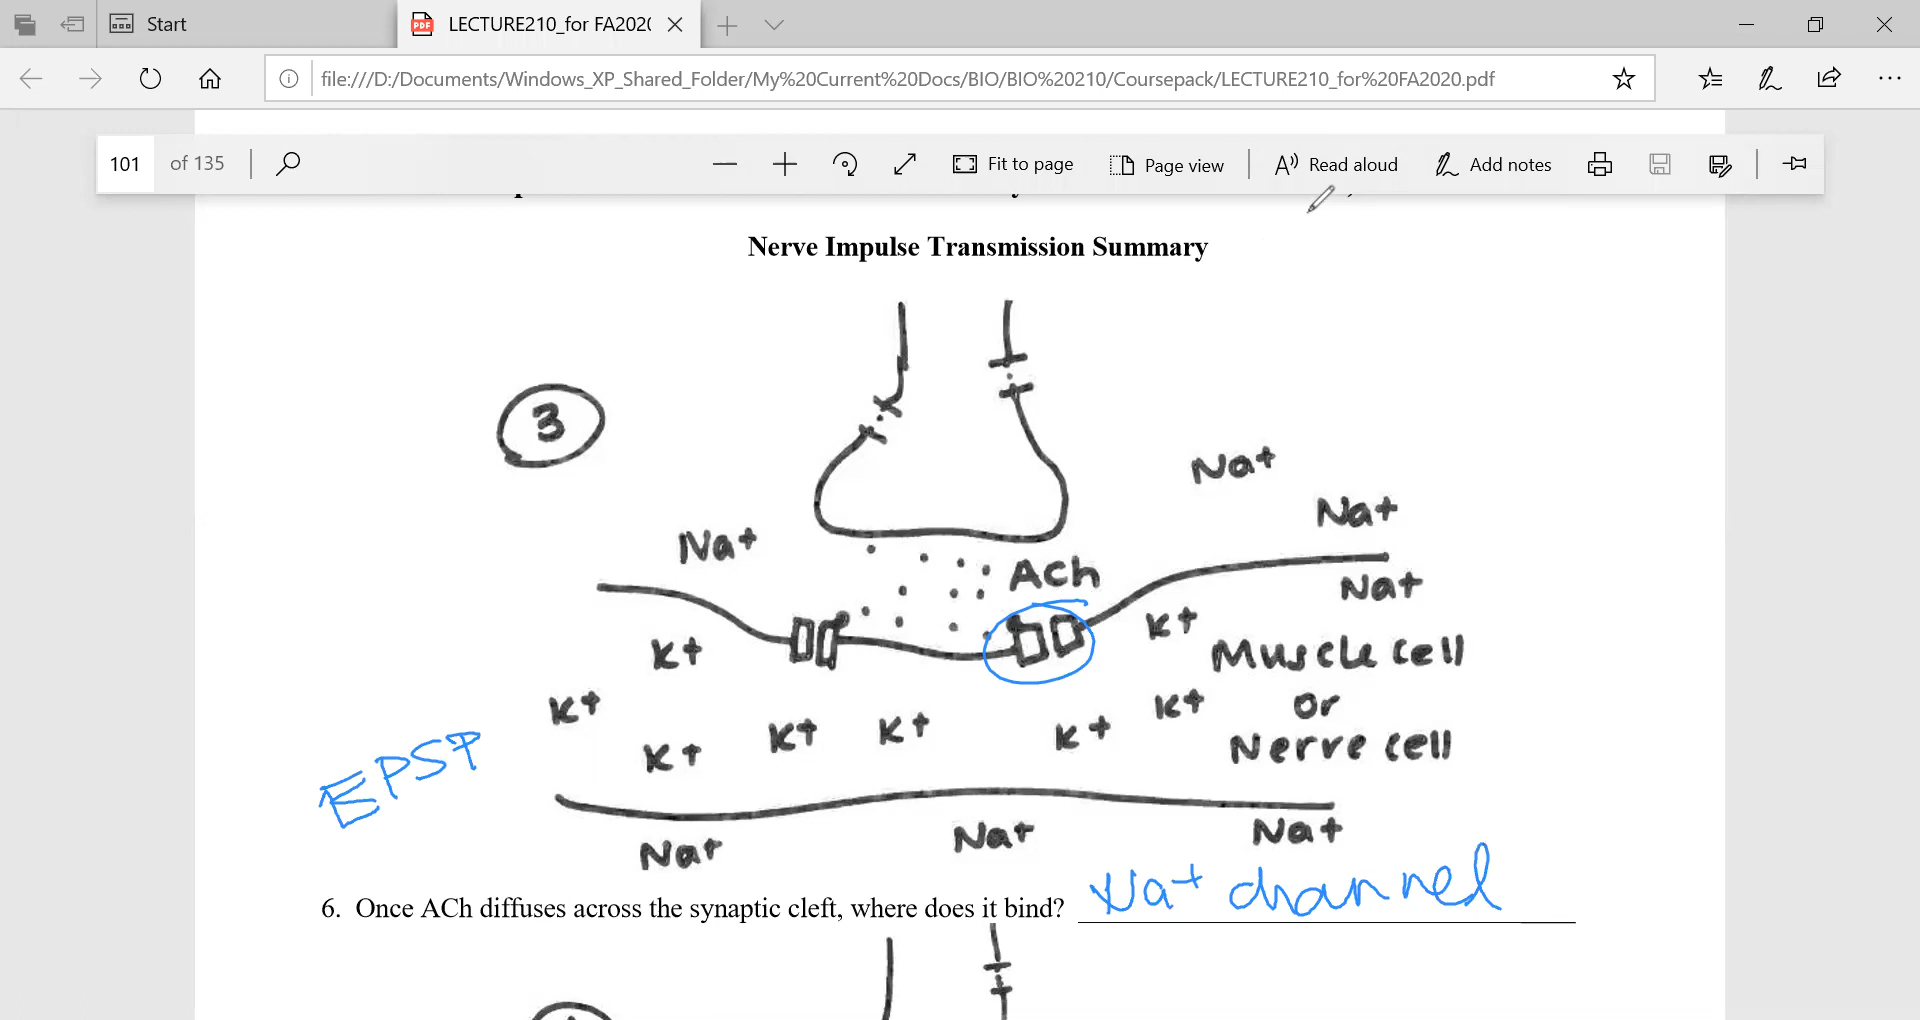 Start
LECTURE210_for FA2020
file:///D:/Documents/Windows_XP_Shared_Folder/My%20Current%20Docs/BIO/BIO%20210/Coursepack/LECTURE210_for%20FA2020.pdf
101 of 135 Fit to page Page view Read aloud Add notes
Nerve Impulse Transmission Summary
3
Na+
Na+
Na+
ACh
Na+
K+
K+
Muscle cell
K+
K+
or
K+
K+
K+
Nerve cell
K+
EPSP
Na+
Na+
Na+
Na+ channel
6. Once ACh diffuses across the synaptic cleft, where does it bind?